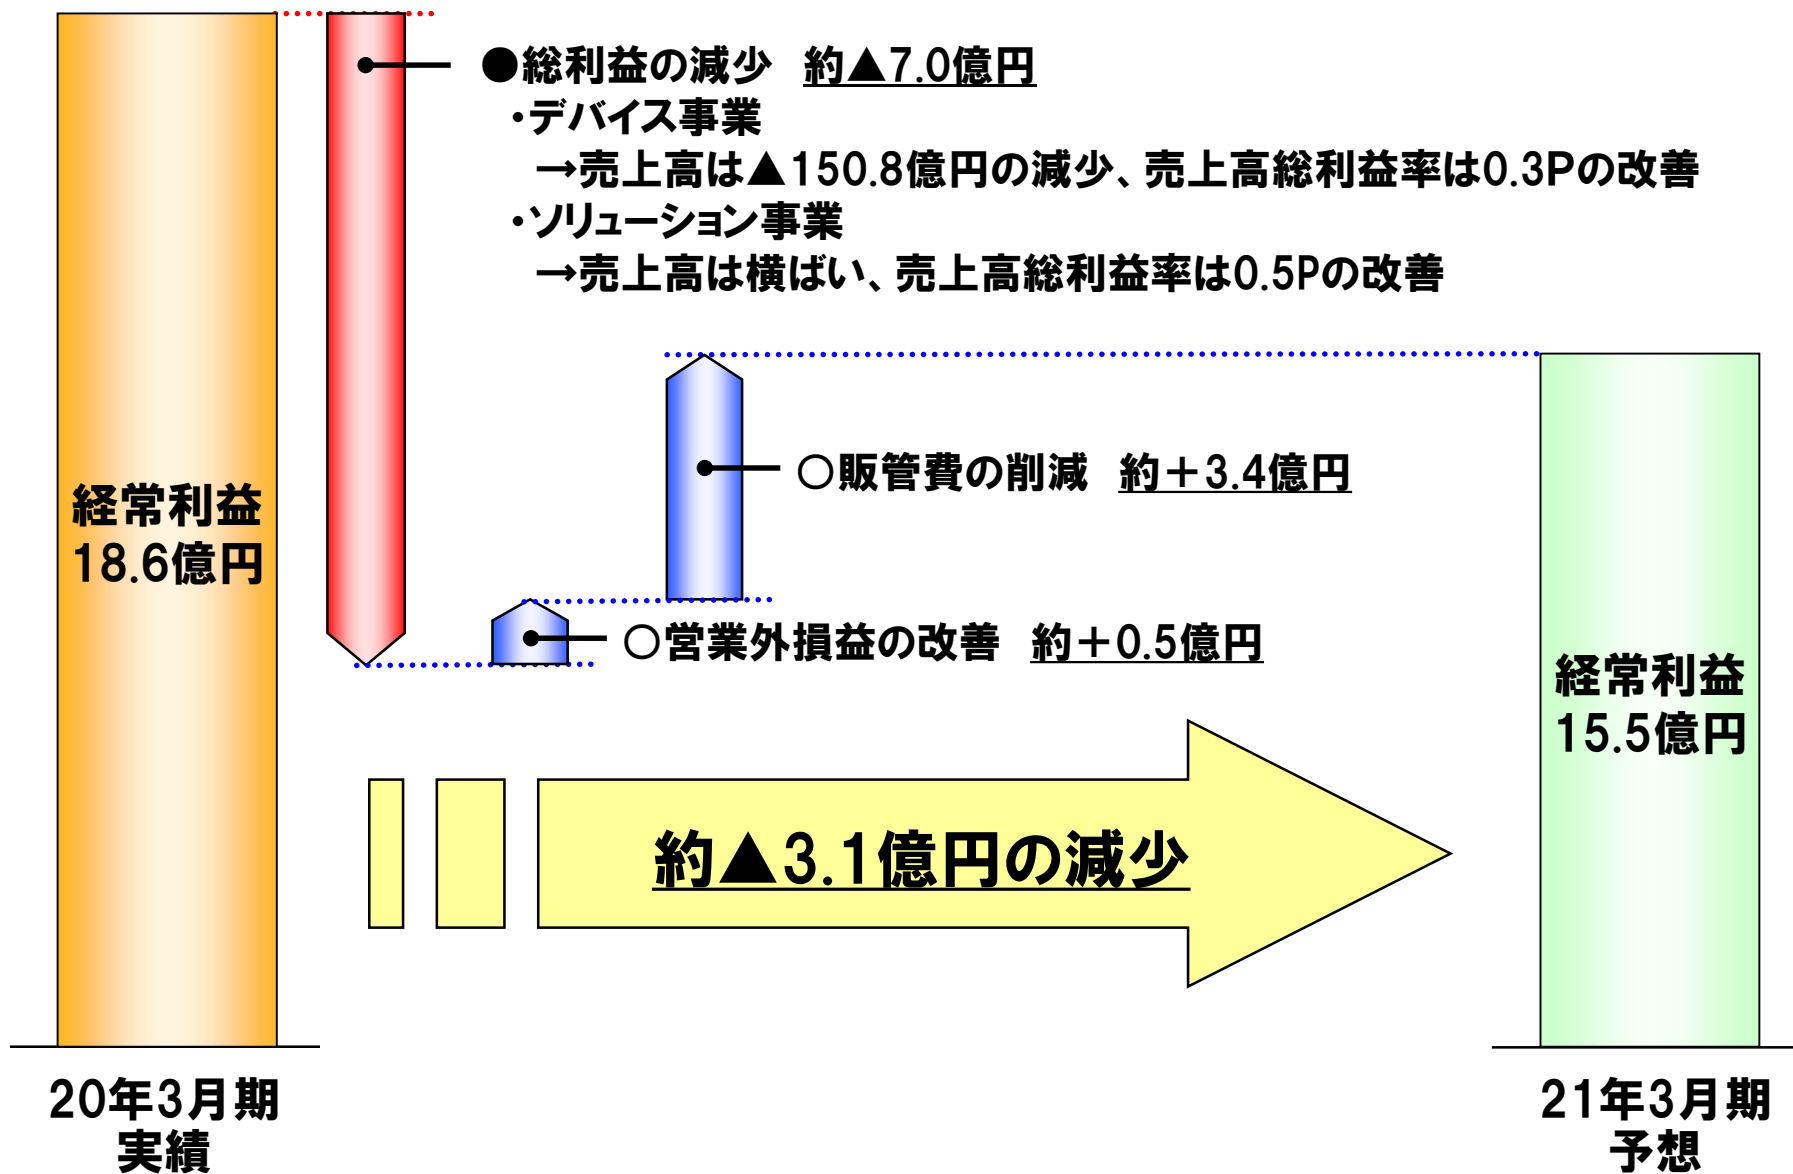 ●総利益の減少 約▲7.0億円
・デバイス事業
→売上高は▲150.8億円の減少、売上高総利益率は0.3Pの改善
・ソリューション事業
→売上高は横ばい、売上高総利益率は0.5Pの改善
○販管費の削減 約＋3.4億円
経常利益
18.6億円
○営業外損益の改善 約＋0.5億円
経常利益
15.5億円
約▲3.1億円の減少
20年3月期
実績
21年3月期
予想